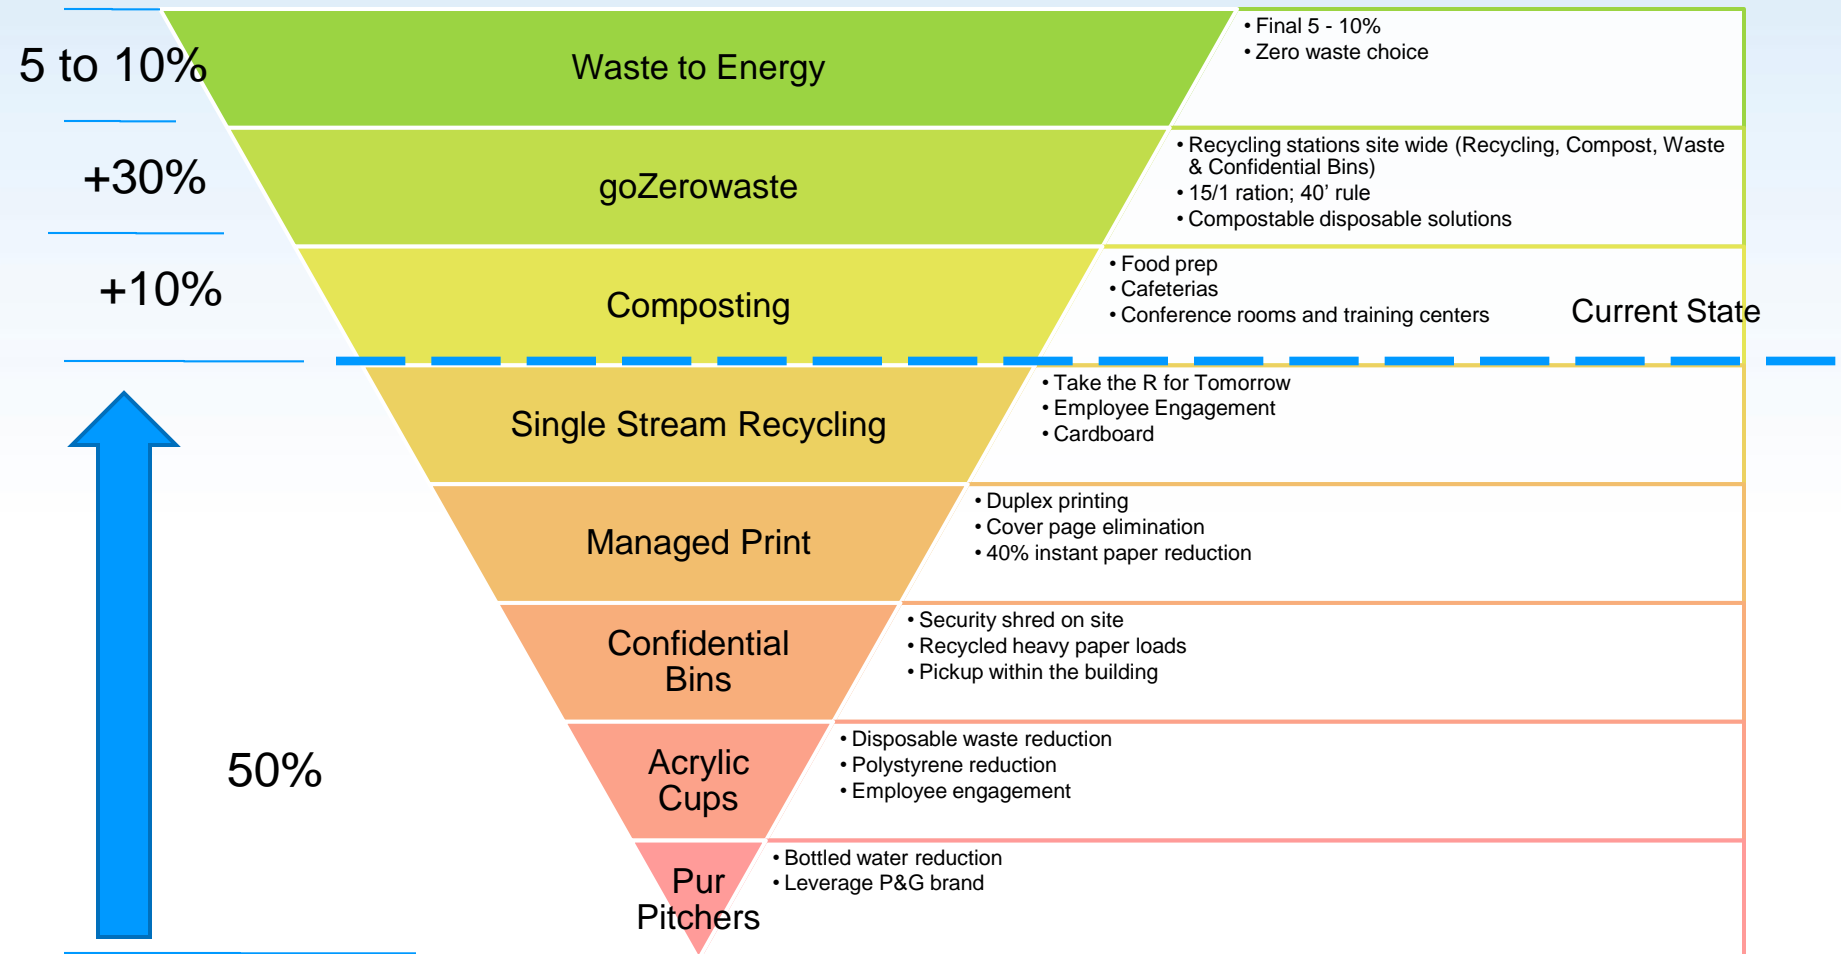 5 to 10%
Waste to Energy
• Final 5 - 10%
• Zero waste choice
+30%
goZerowaste
• Recycling stations site wide (Recycling, Compost, Waste
& Confidential Bins)
• 15/1 ration; 40’ rule
• Compostable disposable solutions
+10%
Composting
• Food prep
• Cafeterias
• Conference rooms and training centers
Current State
Single Stream Recycling
• Take the R for Tomorrow
• Employee Engagement
• Cardboard
Managed Print
• Duplex printing
• Cover page elimination
• 40% instant paper reduction
Confidential
Bins
• Security shred on site
• Recycled heavy paper loads
• Pickup within the building
50%
Acrylic
Cups
• Disposable waste reduction
• Polystyrene reduction
• Employee engagement
Pur
Pitchers
• Bottled water reduction
• Leverage P&G brand